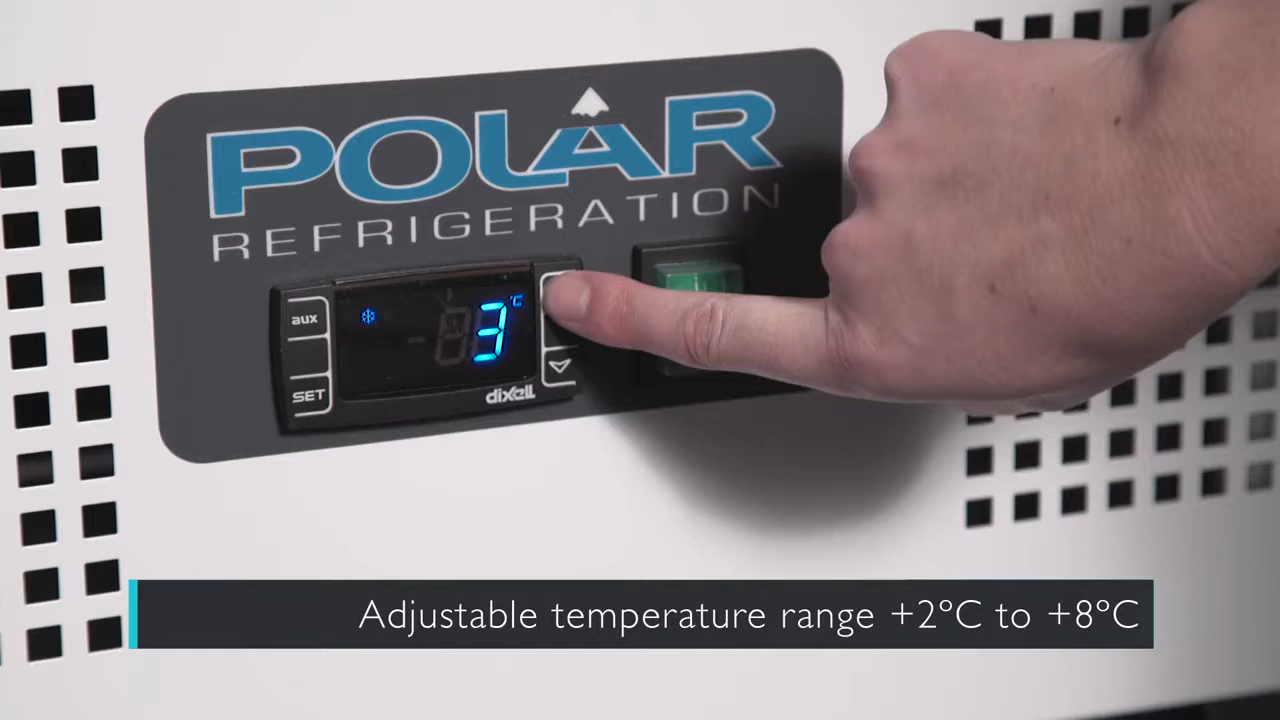 POLAR
REFRIGERATION
aux
3°C
SET
dixell
Adjustable temperature range +2°C to +8°C